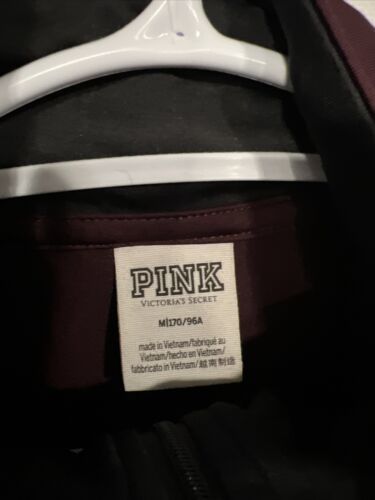 PINK
VICTORIA'S SECRET
M|170/96A
made in Vietnam/fabriqué au
Vietnam/hecho en Vietnam/
fabbricato in Vietnam/越南制造